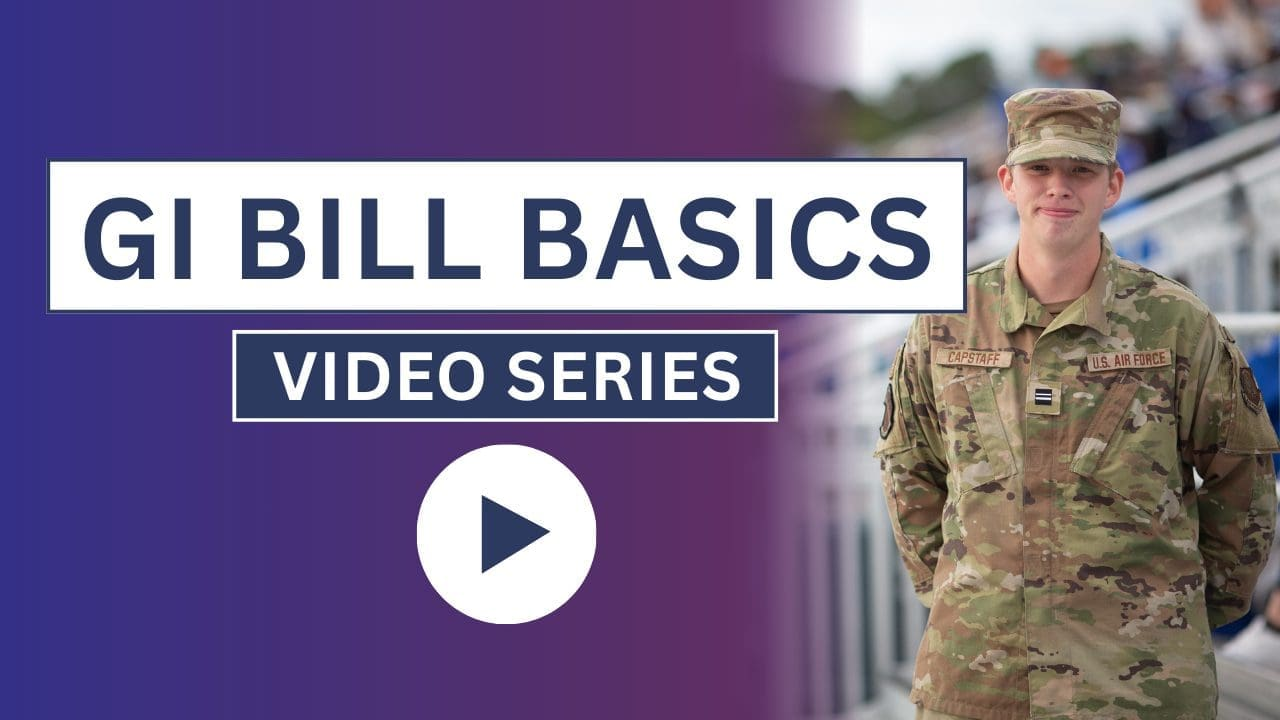 GI BILL BASICS
VIDEO SERIES
CAPSTAFF
U.S. AIR FORCE